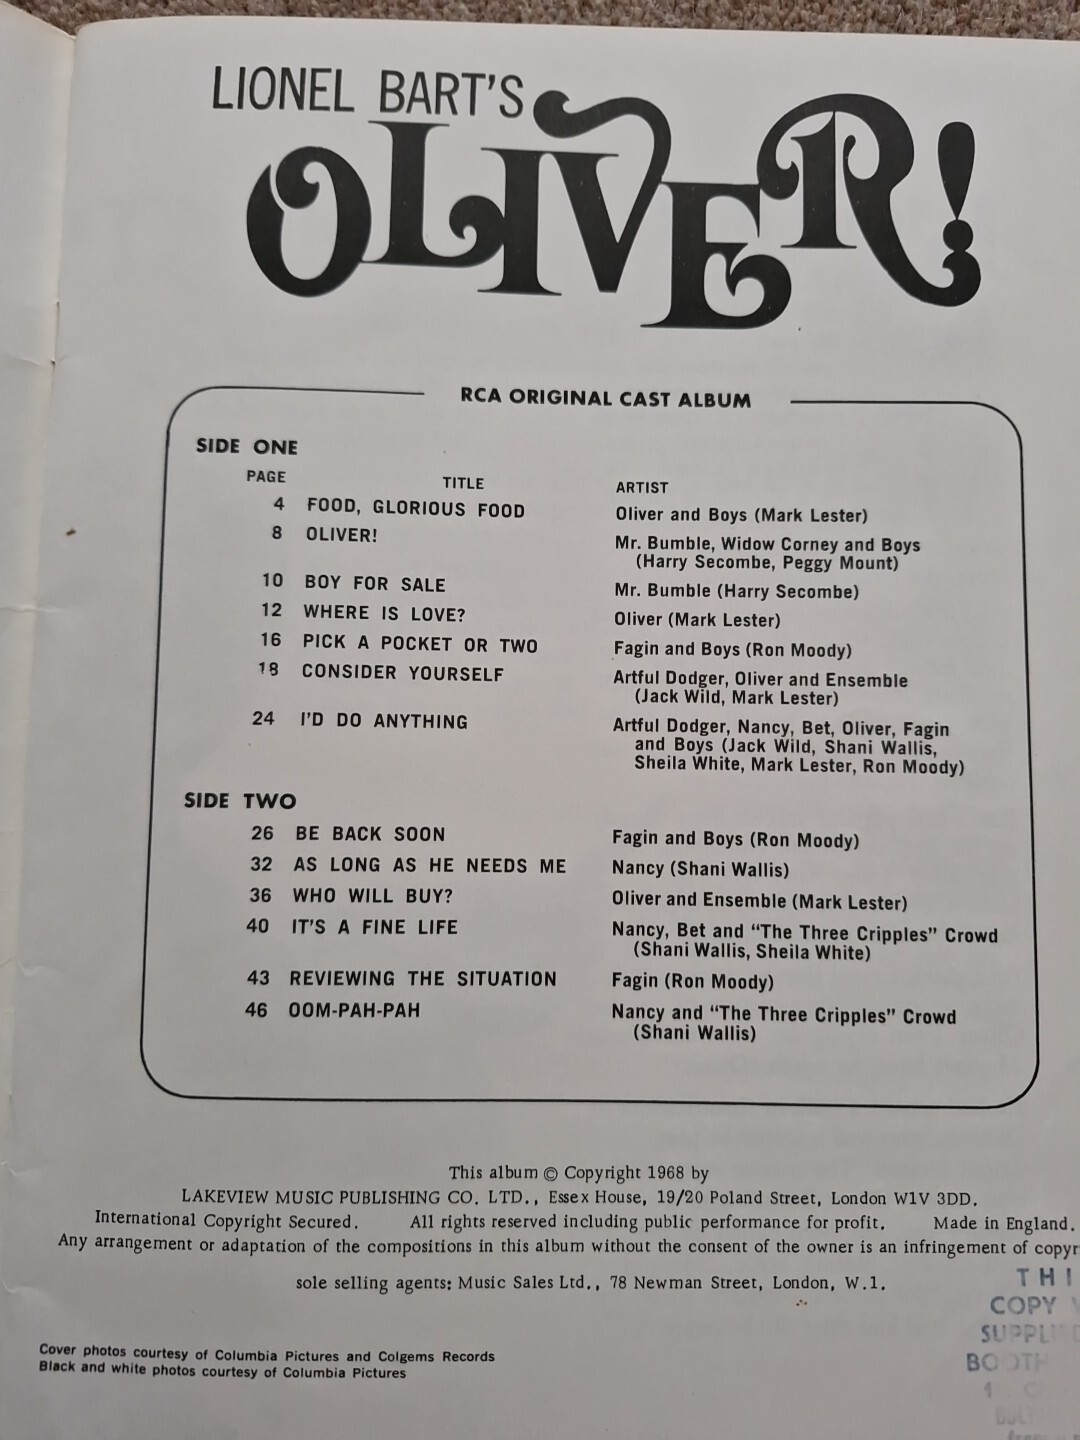 LIONEL BART'S
OLIVER!
RCA ORIGINAL CAST ALBUM
SIDE ONE
PAGE TITLE ARTIST
4 FOOD, GLORIOUS FOOD Oliver and Boys (Mark Lester)
8 OLIVER! Mr. Bumble, Widow Corney and Boys
(Harry Secombe, Peggy Mount)
10 BOY FOR SALE Mr. Bumble (Harry Secombe)
12 WHERE IS LOVE? Oliver (Mark Lester)
16 PICK A POCKET OR TWO Fagin and Boys (Ron Moody)
18 CONSIDER YOURSELF Artful Dodger, Oliver and Ensemble
(Jack Wild, Mark Lester)
24 I'D DO ANYTHING Artful Dodger, Nancy, Bet, Oliver, Fagin
and Boys (Jack Wild, Shani Wallis,
Sheila White, Mark Lester, Ron Moody)
SIDE TWO
26 BE BACK SOON Fagin and Boys (Ron Moody)
32 AS LONG AS HE NEEDS ME Nancy (Shani Wallis)
36 WHO WILL BUY? Oliver and Ensemble (Mark Lester)
40 IT'S A FINE LIFE Nancy, Bet and "The Three Cripples" Crowd
(Shani Wallis, Sheila White)
43 REVIEWING THE SITUATION Fagin (Ron Moody)
46 OOM-PAH-PAH Nancy and "The Three Cripples" Crowd
(Shani Wallis)
This album © Copyright 1968 by
LAKEVIEW MUSIC PUBLISHING CO. LTD., Essex House, 19/20 Poland Street, London W1V 3DD.
International Copyright Secured. All rights reserved including public performance for profit. Made in England.
Any arrangement or adaptation of the compositions in this album without the consent of the owner is an infringement of copyr
sole selling agents: Music Sales Ltd., 78 Newman Street, London, W.1.
THI
COPY
Cover photos courtesy of Columbia Pictures and Colgems Records
Black and white photos courtesy of Columbia Pictures